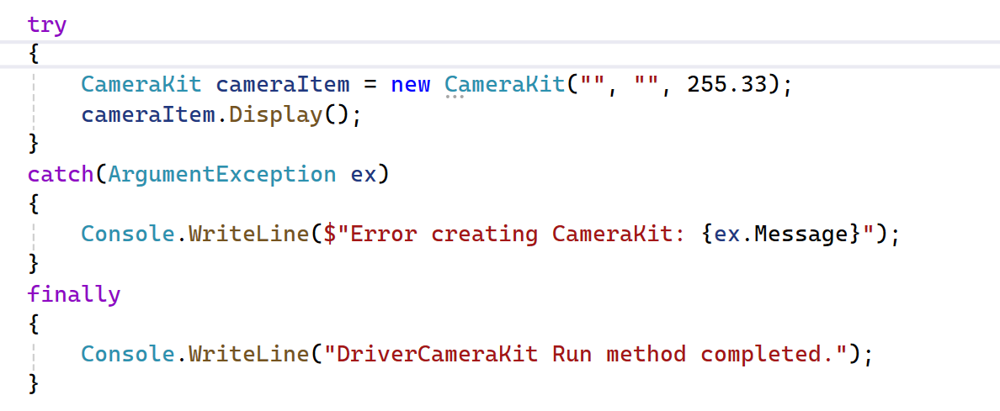 try
{
    CameraKit cameraItem = new CameraKit("", "", 255.33);
    cameraItem.Display();
}
catch(ArgumentException ex)
{
    Console.WriteLine($"Error creating CameraKit: {ex.Message}");
}
finally
{
    Console.WriteLine("DriverCameraKit Run method completed.");
}